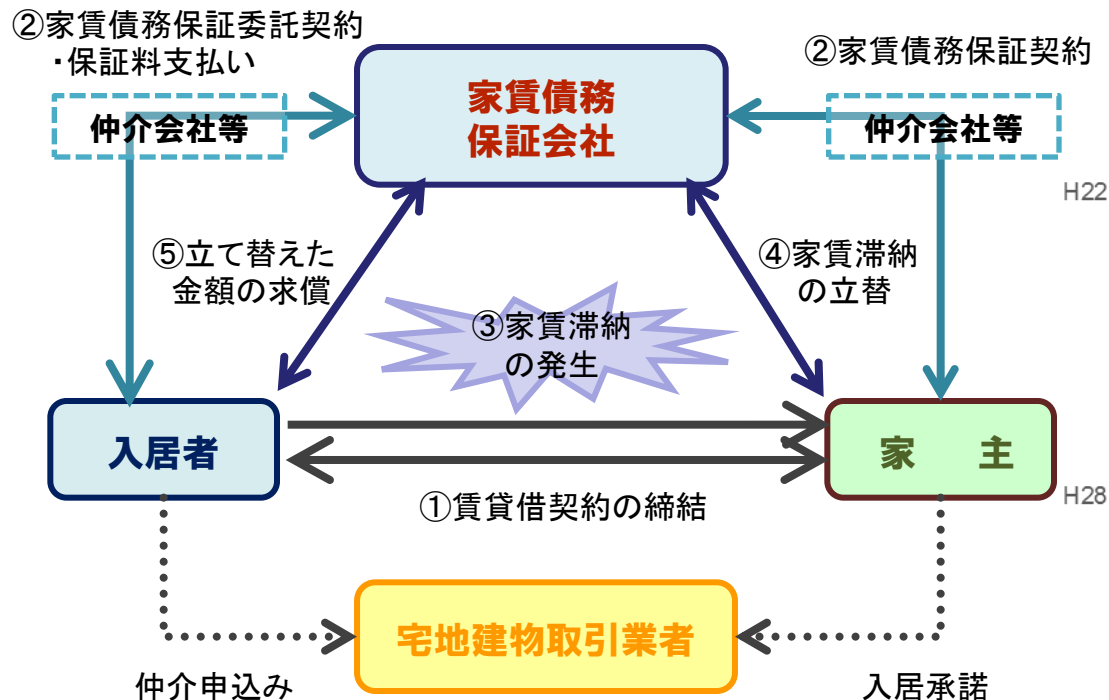 ②家賃債務保証委託契約
・保証料支払い
②家賃債務保証契約
仲介会社等
家賃債務
保証会社
仲介会社等
H22
⑤立て替えた
金額の求償
④家賃滞納
の立替
③家賃滞納
の発生
入居者
家 主
H28
①賃貸借契約の締結
宅地建物取引業者
仲介申込み
入居承諾